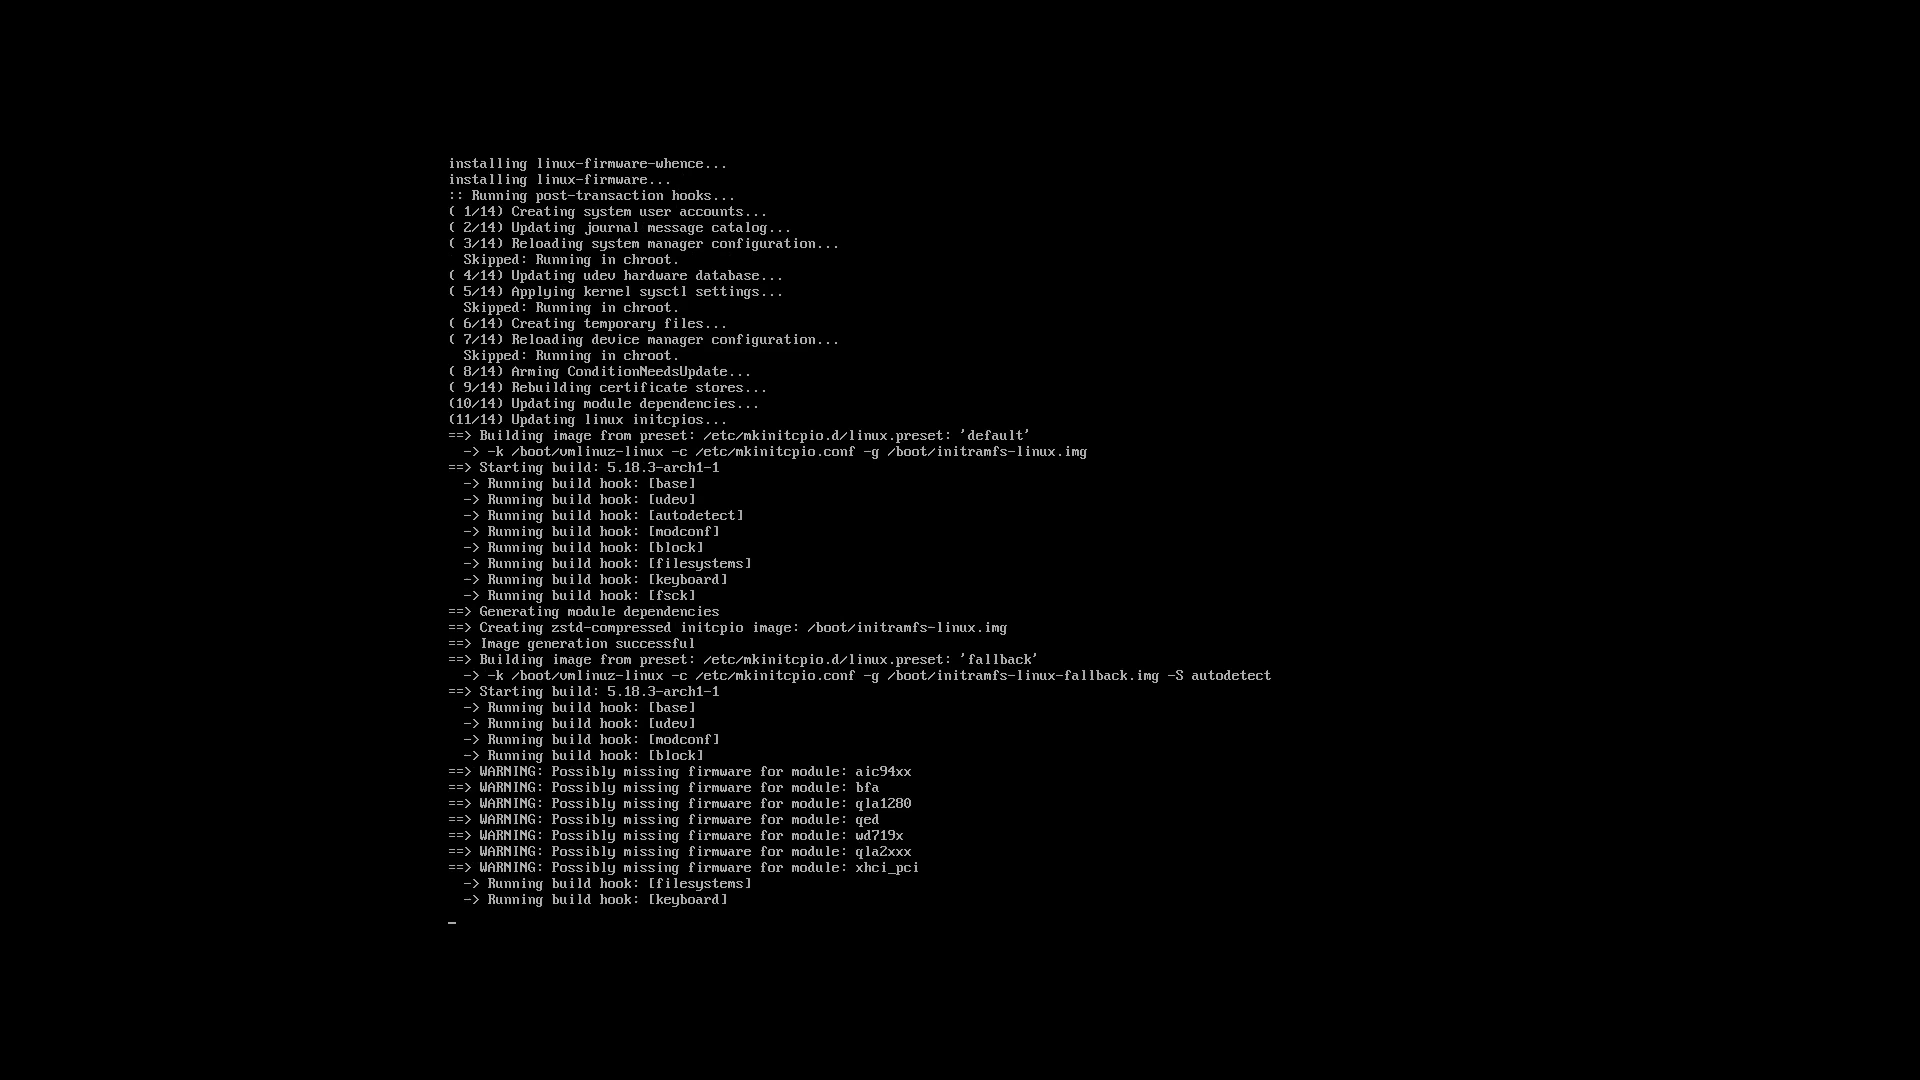 installing linux-firmware-whence...
installing linux-firmware...
:: Running post-transaction hooks...
( 1/14) Creating system user accounts...
( 2/14) Updating journal message catalog...
( 3/14) Reloading system manager configuration...
  Skipped: Running in chroot.
( 4/14) Updating udev hardware database...
( 5/14) Applying kernel sysctl settings...
  Skipped: Running in chroot.
( 6/14) Creating temporary files...
( 7/14) Reloading device manager configuration...
  Skipped: Running in chroot.
( 8/14) Arming ConditionNeedsUpdate...
( 9/14) Rebuilding certificate stores...
(10/14) Updating module dependencies...
(11/14) Updating linux initcpios...
==> Building image from preset: /etc/mkinitcpio.d/linux.preset: 'default'
  -> -k /boot/vmlinuz-linux -c /etc/mkinitcpio.conf -g /boot/initramfs-linux.img
==> Starting build: 5.18.3-arch1-1
  -> Running build hook: [base]
  -> Running build hook: [udev]
  -> Running build hook: [autodetect]
  -> Running build hook: [modconf]
  -> Running build hook: [block]
  -> Running build hook: [filesystems]
  -> Running build hook: [keyboard]
  -> Running build hook: [fsck]
==> Generating module dependencies
==> Creating zstd-compressed initcpio image: /boot/initramfs-linux.img
==> Image generation successful
==> Building image from preset: /etc/mkinitcpio.d/linux.preset: 'fallback'
  -> -k /boot/vmlinuz-linux -c /etc/mkinitcpio.conf -g /boot/initramfs-linux-fallback.img -S autodetect
==> Starting build: 5.18.3-arch1-1
  -> Running build hook: [base]
  -> Running build hook: [udev]
  -> Running build hook: [modconf]
  -> Running build hook: [block]
==> WARNING: Possibly missing firmware for module: aic94xx
==> WARNING: Possibly missing firmware for module: bfa
==> WARNING: Possibly missing firmware for module: qla1280
==> WARNING: Possibly missing firmware for module: qed
==> WARNING: Possibly missing firmware for module: wd719x
==> WARNING: Possibly missing firmware for module: qla2xxx
==> WARNING: Possibly missing firmware for module: xhci_pci
  -> Running build hook: [filesystems]
  -> Running build hook: [keyboard]